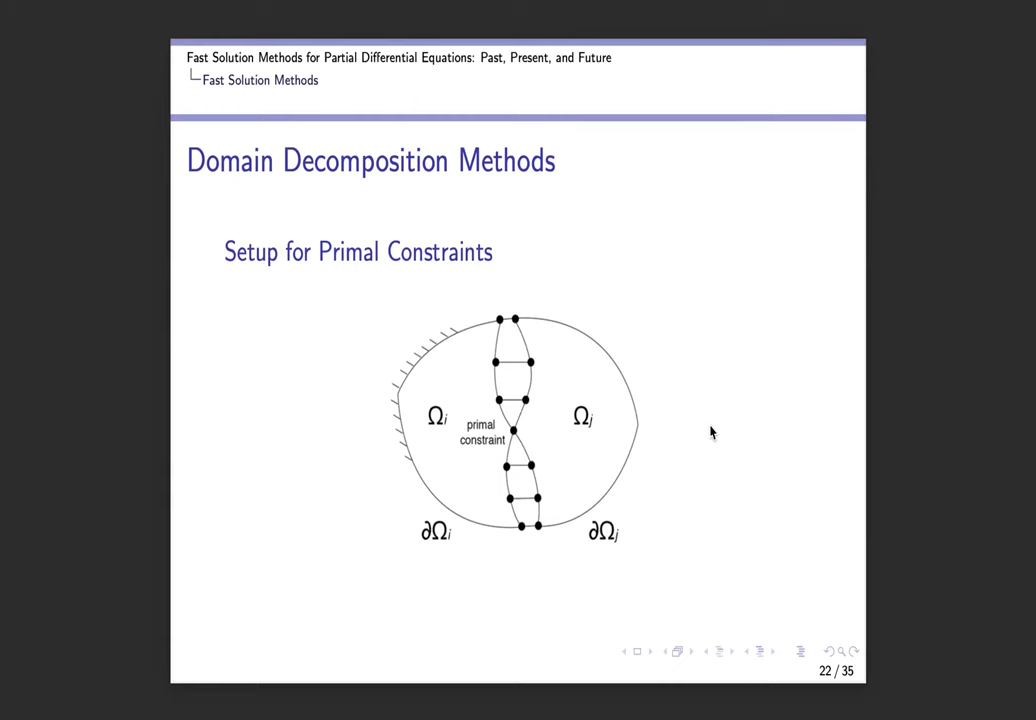 Fast Solution Methods for Partial Differential Equations: Past, Present, and Future
Fast Solution Methods
Domain Decomposition Methods
Setup for Primal Constraints
Ωi
primal
constraint
Ωj
∂Ωi
∂Ωj
22 / 35